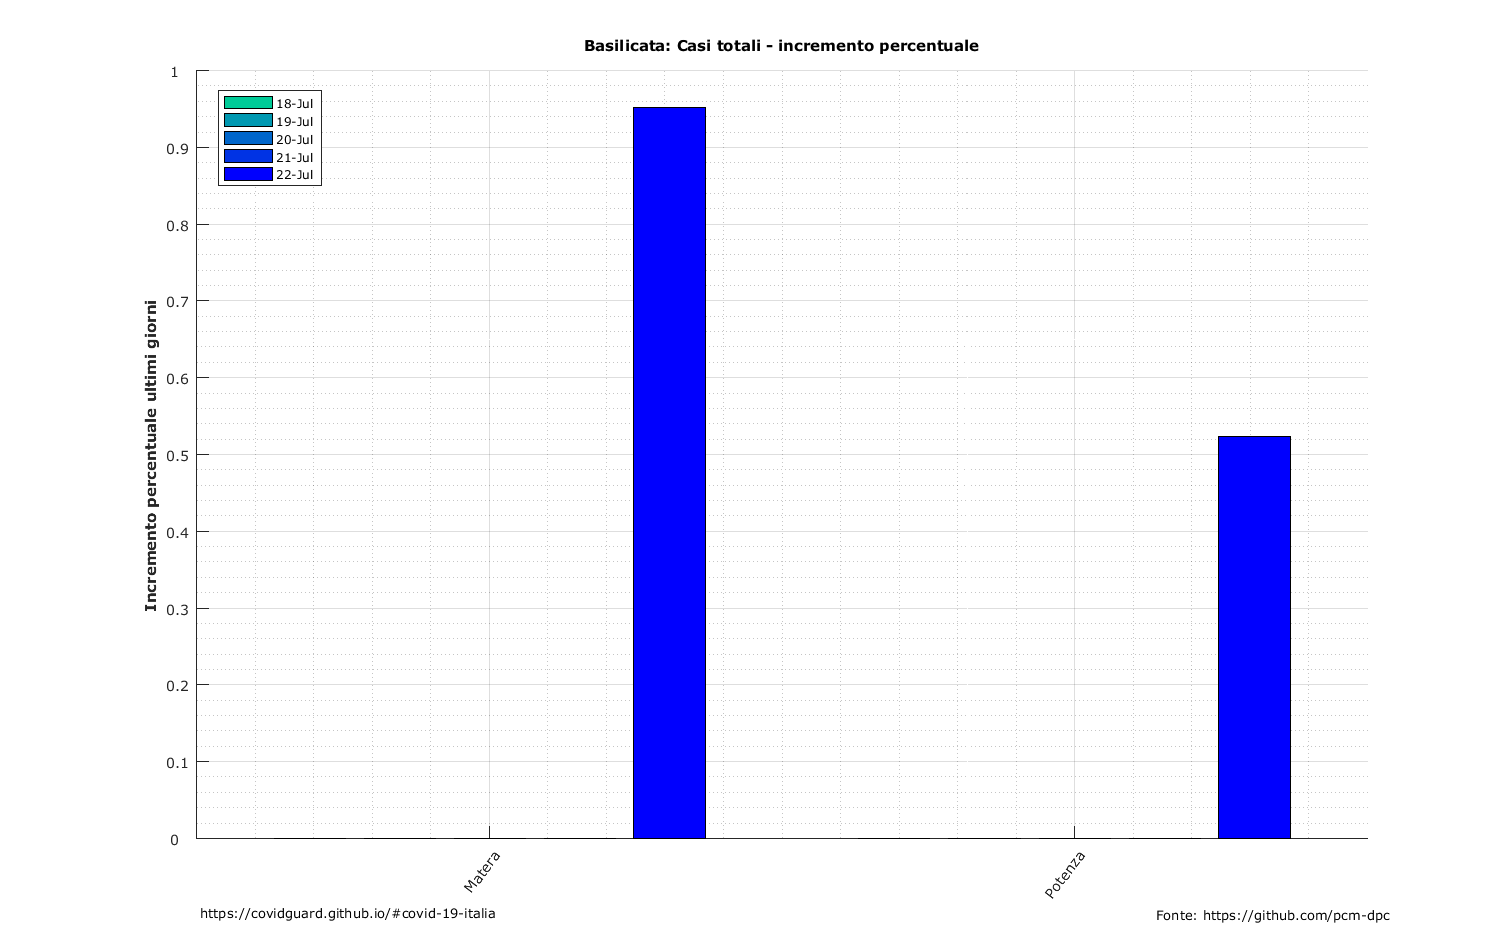 Basilicata: Casi totali - incremento percentuale
1
0.9
0.8
0.7
0.6
0.5
0.4
0.3
0.2
0.1
0
Incremento percentuale ultimi giorni
18-Jul
19-Jul
20-Jul
21-Jul
22-Jul
Matera
Potenza
https://covidguard.github.io/#covid-19-italia
Fonte: https://github.com/pcm-dpc